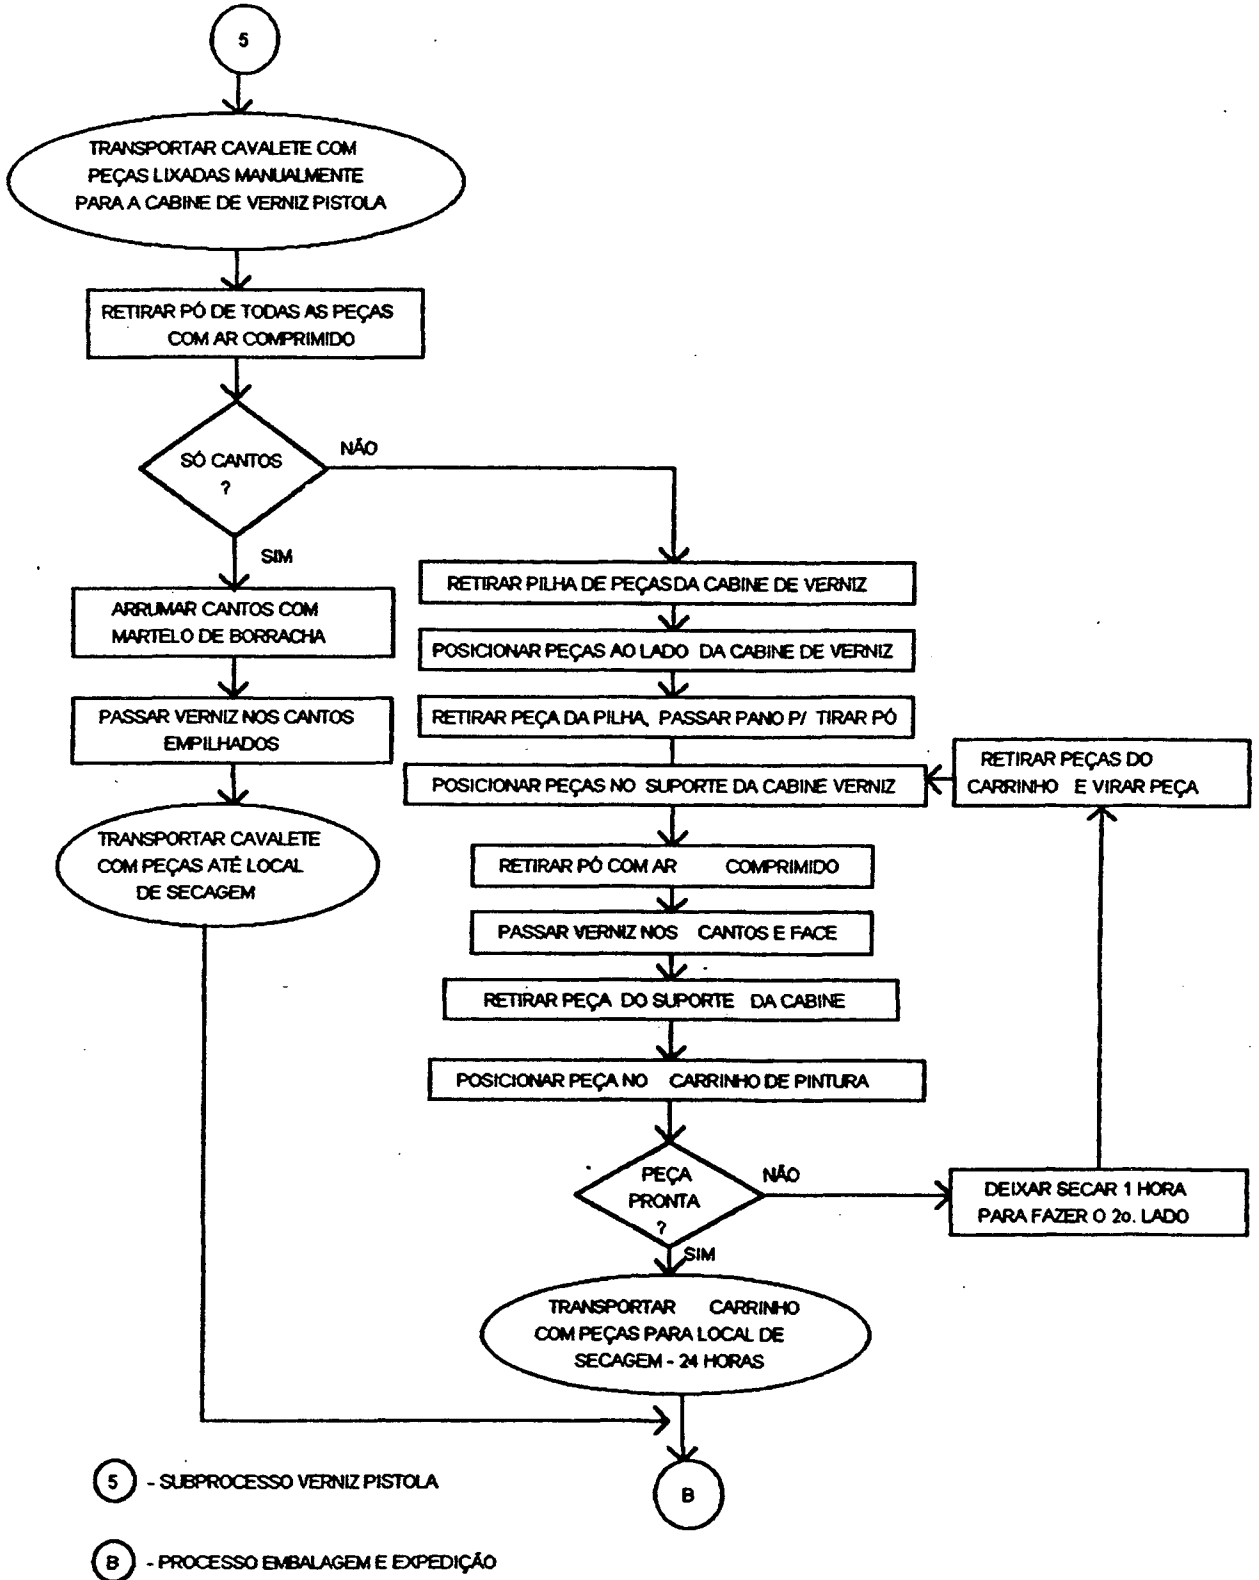 5
TRANSPORTAR CAVALETE COM
PEÇAS LIXADAS MANUALMENTE
PARA A CABINE DE VERNIZ PISTOLA
RETIRAR PÓ DE TODAS AS PEÇAS
COM AR COMPRIMIDO
SÓ CANTOS
?
NÃO
SIM
ARRUMAR CANTOS COM
MARTELO DE BORRACHA
PASSAR VERNIZ NOS CANTOS
EMPILHADOS
TRANSPORTAR CAVALETE
COM PEÇAS ATÉ LOCAL
DE SECAGEM
RETIRAR PILHA DE PEÇAS DA CABINE DE VERNIZ
POSICIONAR PEÇAS AO LADO DA CABINE DE VERNIZ
RETIRAR PEÇA DA PILHA, PASSAR PANO P/ TIRAR PÓ
POSICIONAR PEÇAS NO SUPORTE DA CABINE VERNIZ
RETIRAR PEÇAS DO
CARRINHO E VIRAR PEÇA
RETIRAR PÓ COM AR COMPRIMIDO
PASSAR VERNIZ NOS CANTOS E FACE
RETIRAR PEÇA DO SUPORTE DA CABINE
POSICIONAR PEÇA NO CARRINHO DE PINTURA
PEÇA
PRONTA
?
NÃO
DEIXAR SECAR 1 HORA
PARA FAZER O 2o. LADO
SIM
TRANSPORTAR CARRINHO
COM PEÇAS PARA LOCAL DE
SECAGEM - 24 HORAS
B
5 - SUBPROCESSO VERNIZ PISTOLA
B - PROCESSO EMBALAGEM E EXPEDIÇÃO